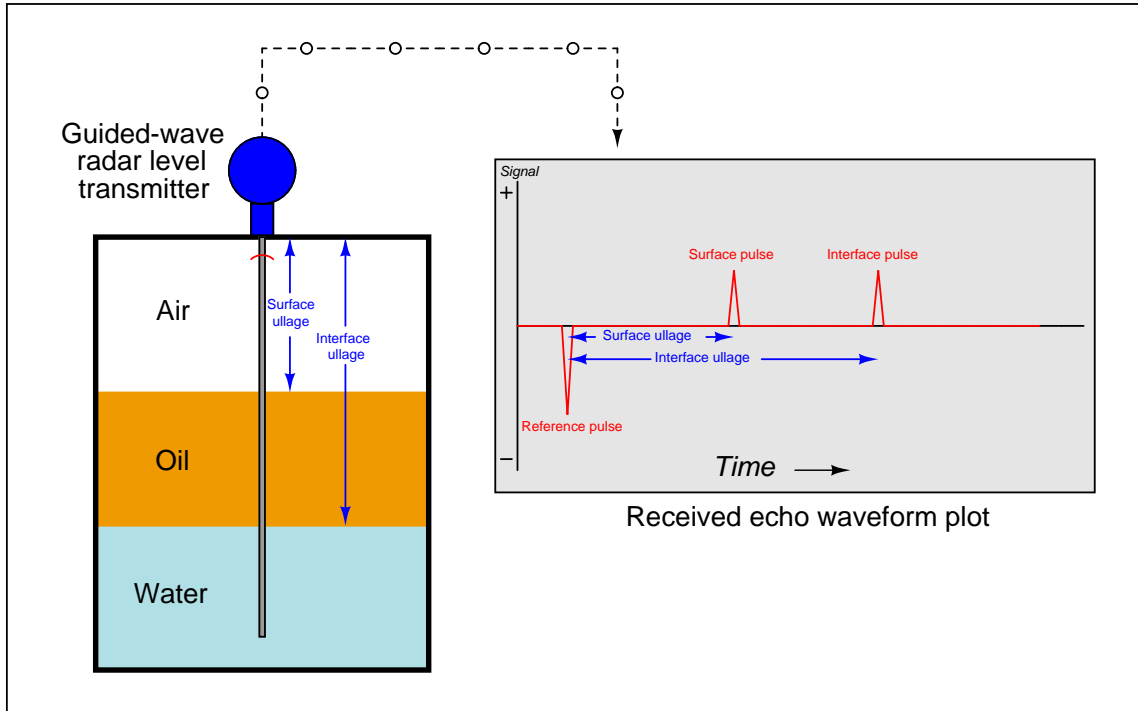 Guided-wave
radar level
transmitter
Air
Surface
ullage
Interface
ullage
Oil
Water
Signal
+
Surface pulse
Interface pulse
Surface ullage
Interface ullage
Reference pulse
−
Time
Received echo waveform plot